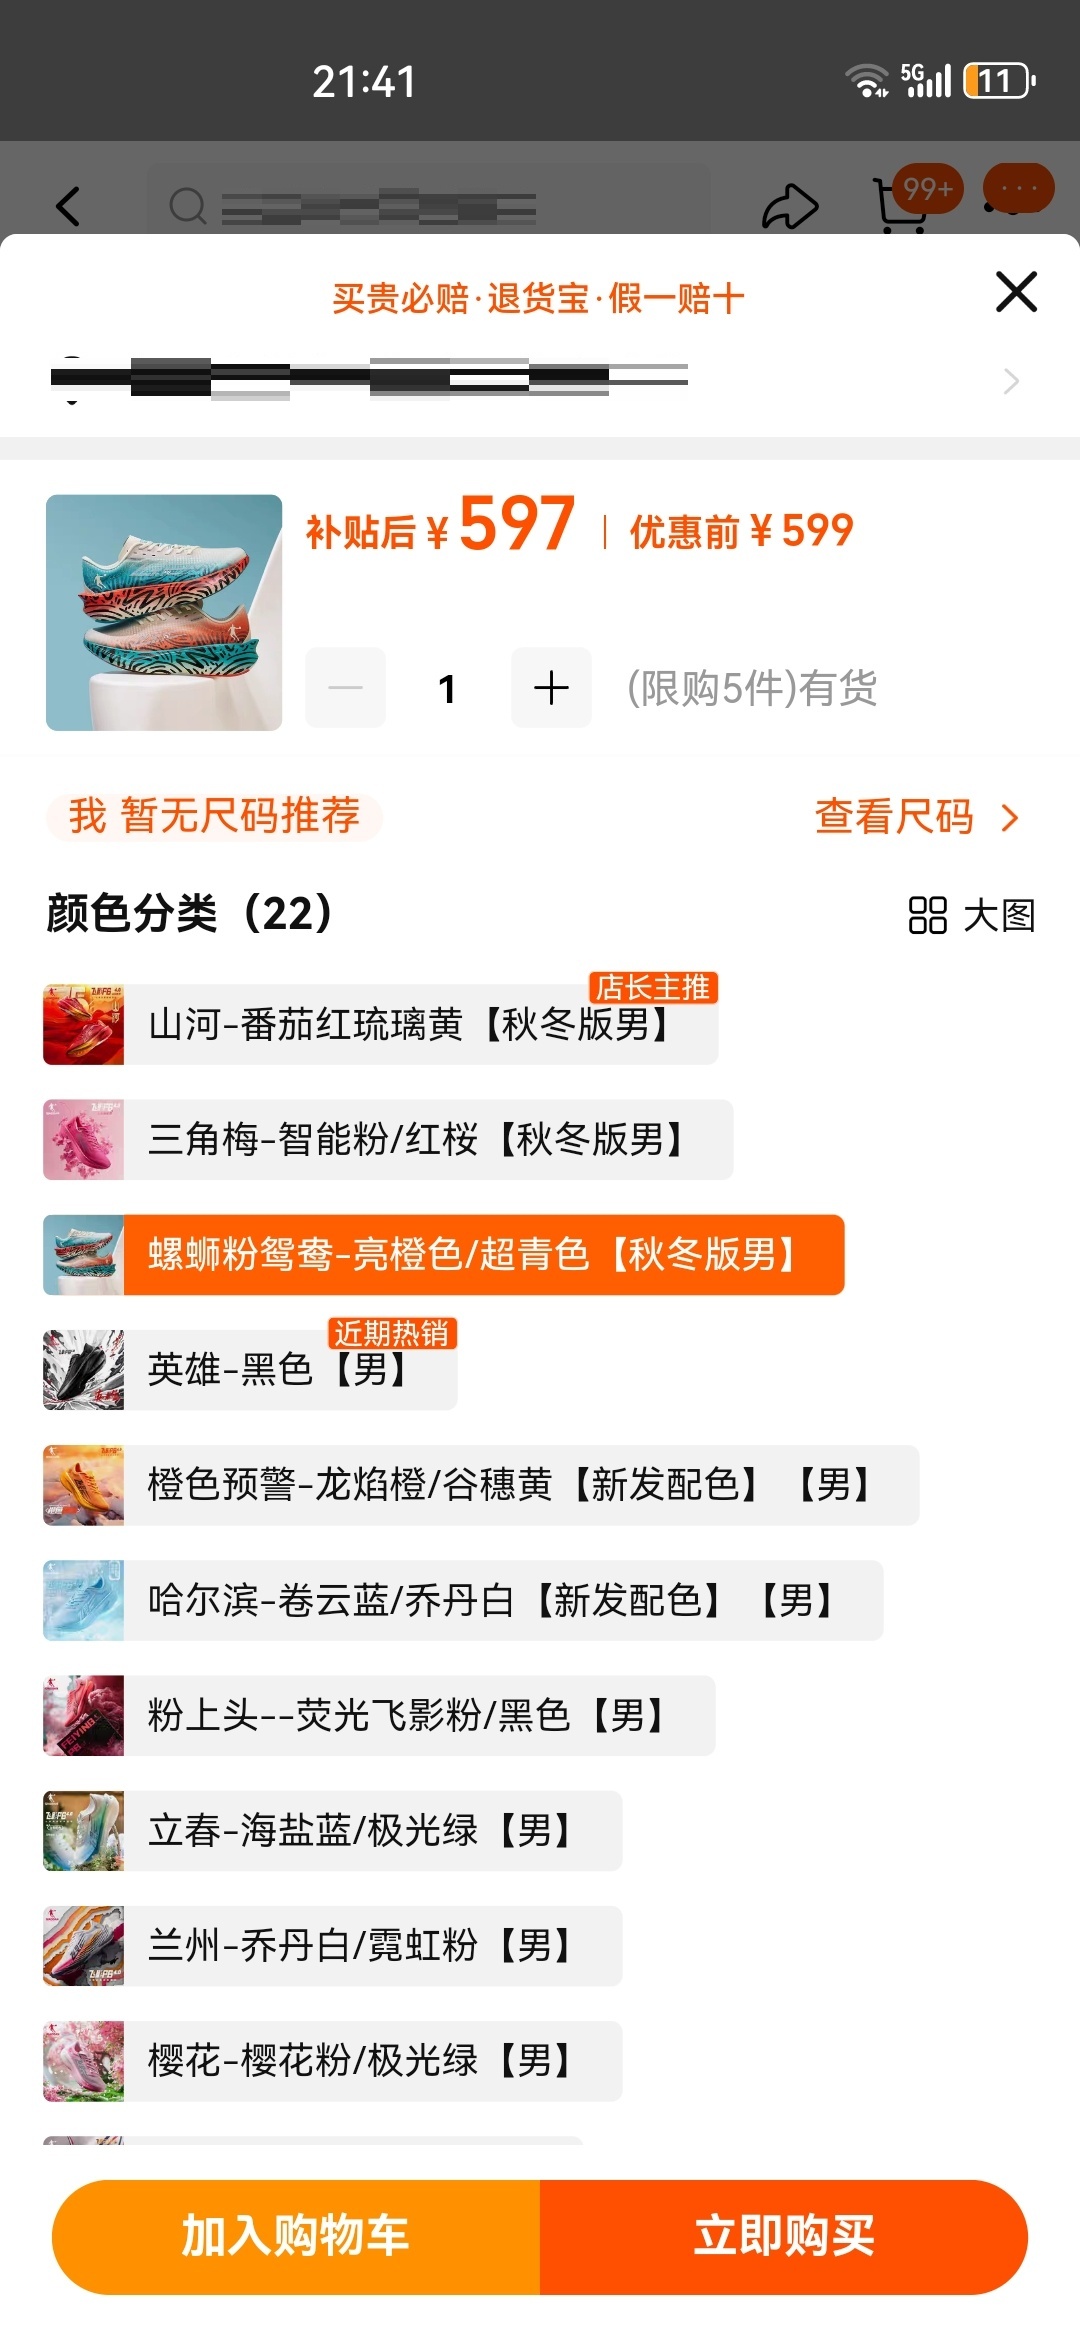 21:41
5G
11
99+
买贵必赔·退货宝·假一赔十
补贴后 ¥ 597 | 优惠前 ¥ 599
1
(限购5件)有货
我 暂无尺码推荐
查看尺码
颜色分类（22）
大图
店长主推
山河-番茄红琉璃黄【秋冬版男】
三角梅-智能粉/红桜【秋冬版男】
螺蛳粉鸳鸯-亮橙色/超青色【秋冬版男】
近期热销
英雄-黑色【男】
橙色预警-龙焰橙/谷穗黄【新发配色】【男】
哈尔滨-卷云蓝/乔丹白【新发配色】【男】
粉上头--荧光飞影粉/黑色【男】
立春-海盐蓝/极光绿【男】
兰州-乔丹白/霓虹粉【男】
樱花-樱花粉/极光绿【男】
加入购物车
立即购买